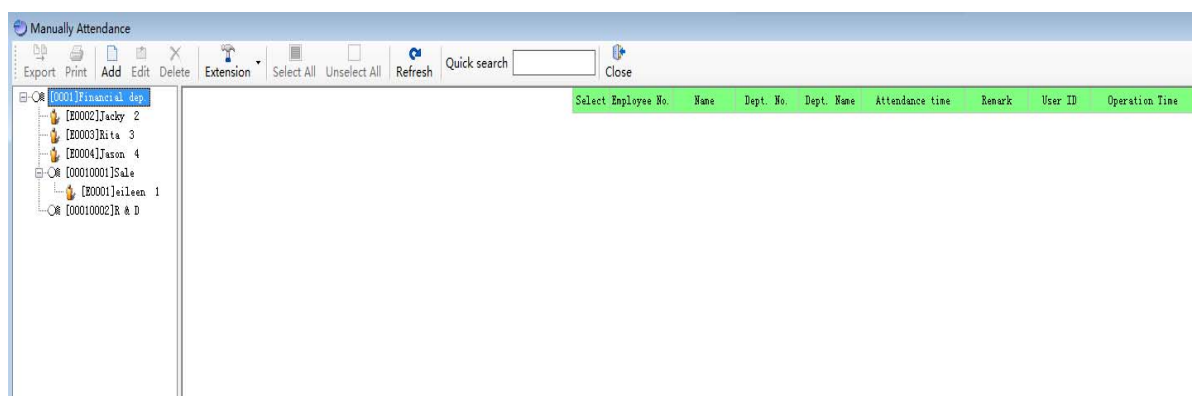 Manually Attendance
Export Print Add Edit Delete Extension Select All Unselect All Refresh Quick search Close
[0001]Financial dep
Select Employee No. Name Dept. No. Dept. Name Attendance time Remark User ID Operation Time
[E0002]Jacky 2
[E0003]Rita 3
[E0004]Jason 4
[00010001]Sale
[E0001]eileen 1
[00010002]R & D